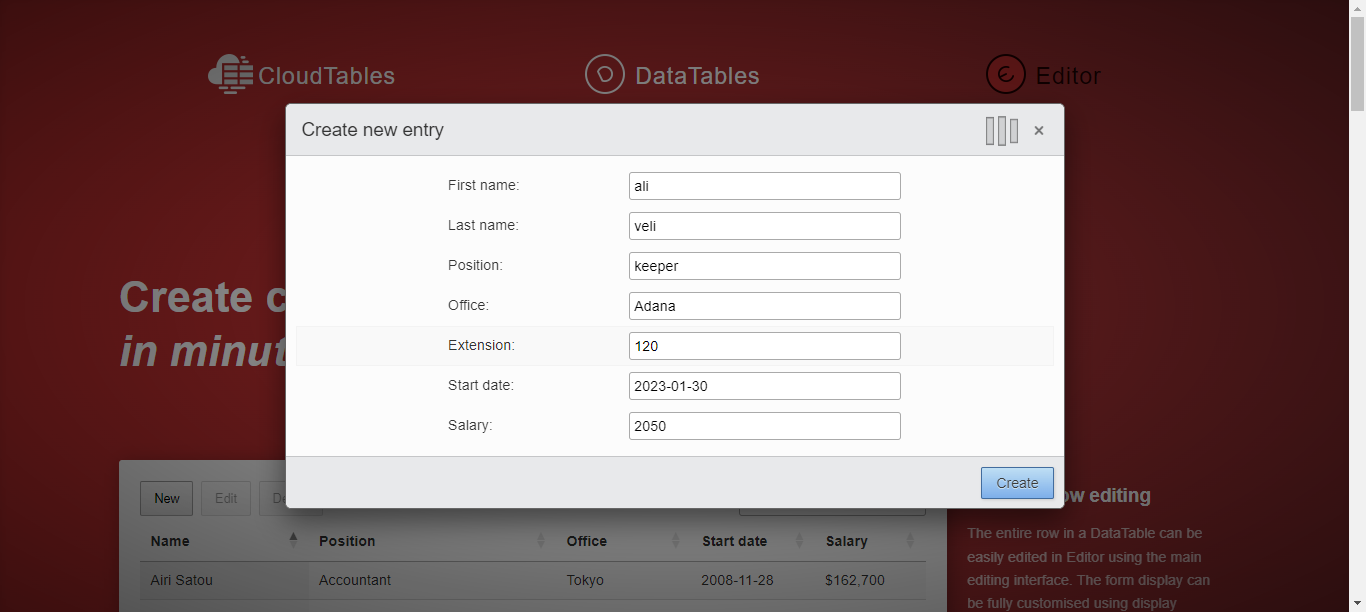 CloudTables
DataTables
Editor
Create new entry
×
First name: ali
Last name: veli
Position: keeper
Office: Adana
Extension: 120
Start date: 2023-01-30
Salary: 2050
Create
Create
in minut
New Edit De
editing
Name Position Office Start date Salary
Airi Satou Accountant Tokyo 2008-11-28 $162,700
The entire row in a DataTable can be
easily edited in Editor using the main
editing interface. The form display can
be fully customised using display